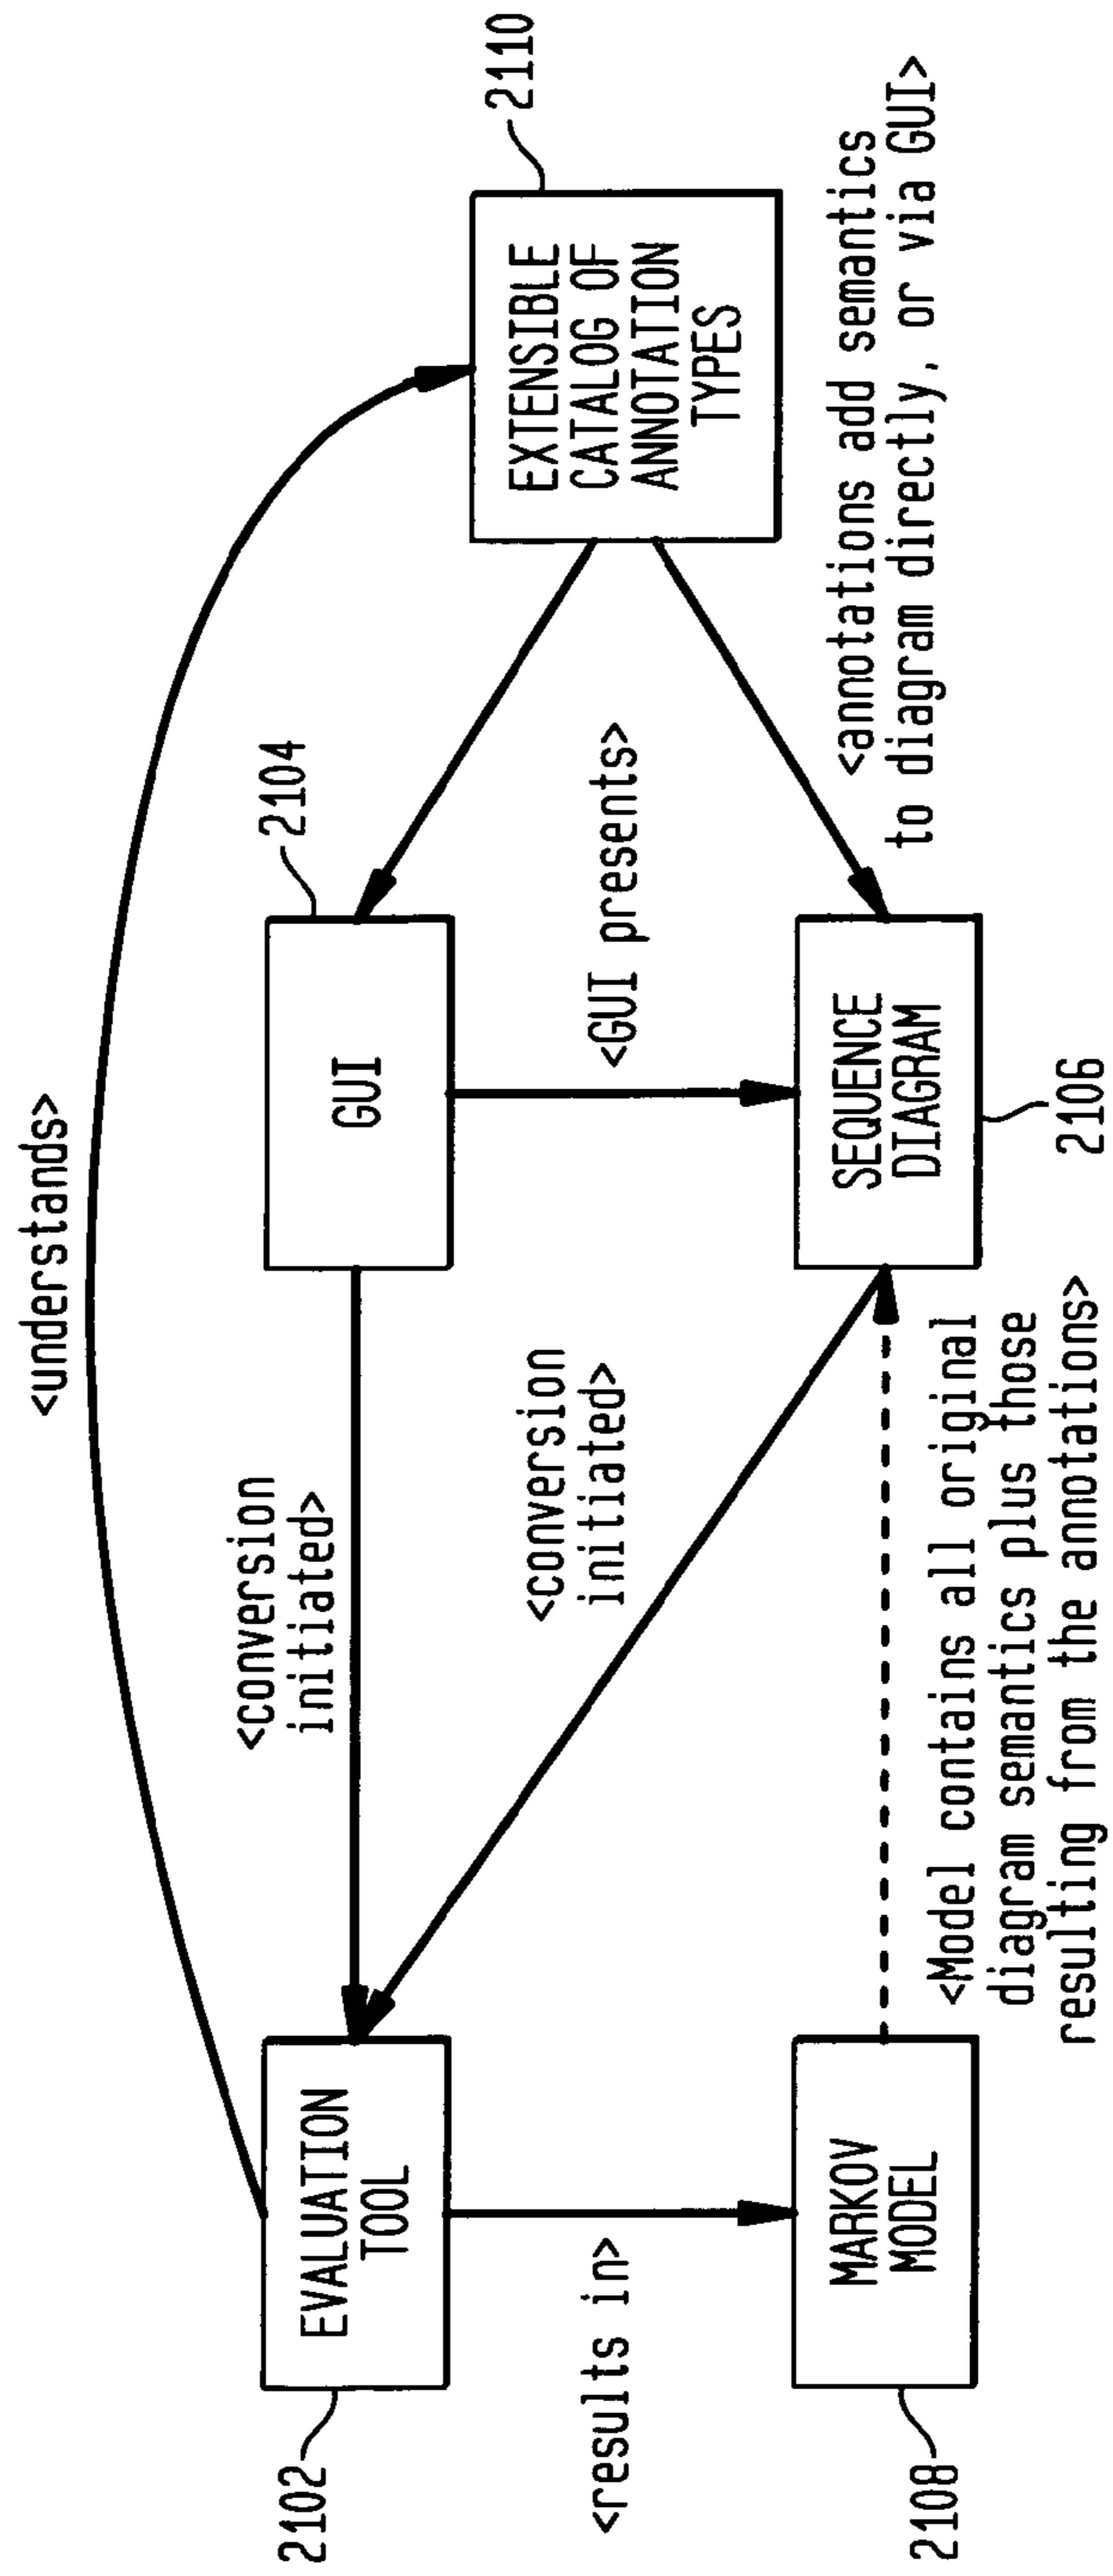 <understands>
2102
EVALUATION
TOOL
<conversion
initiated>
GUI
2104
2110
EXTENSIBLE
CATALOG OF
ANNOTATION
TYPES
<results in>
<conversion
initiated>
<GUI presents>
2108
MARKOV
MODEL
SEQUENCE
DIAGRAM
2106
<Model contains all original
diagram semantics plus those
resulting from the annotations>
<annotations add semantics
to diagram directly, or via GUI>